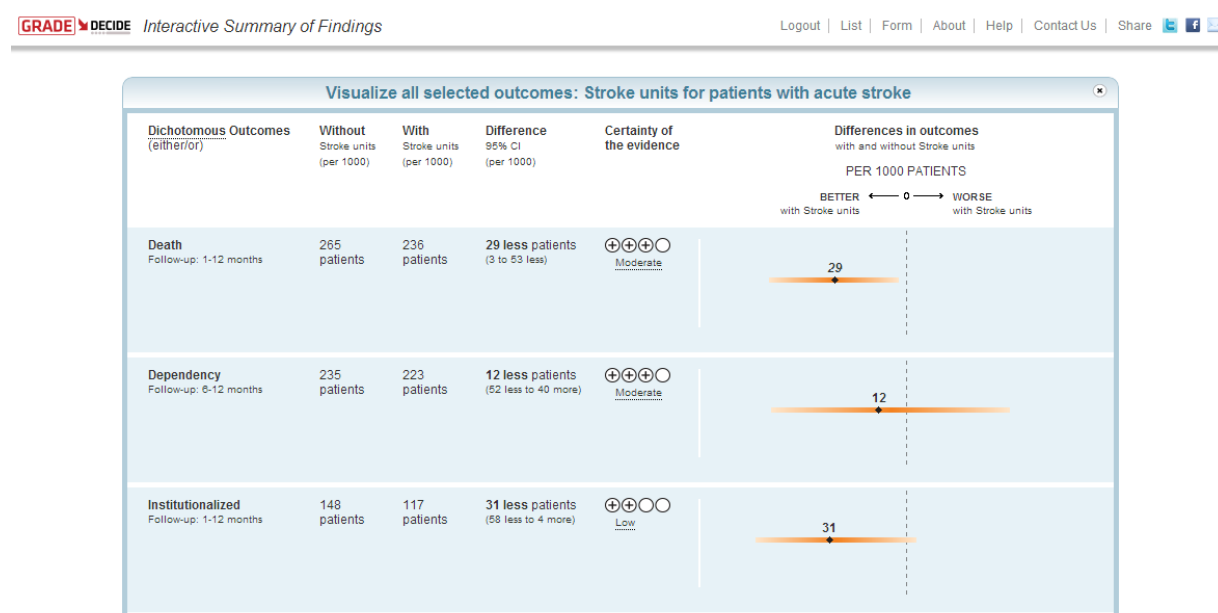 GRADE DECIDE Interactive Summary of Findings
Logout | List | Form | About | Help | Contact Us | Share
Visualize all selected outcomes: Stroke units for patients with acute stroke
Dichotomous Outcomes
(either/or)
Without
Stroke units
(per 1000)
With
Stroke units
(per 1000)
Difference
95% CI
(per 1000)
Certainty of
the evidence
Differences in outcomes
with and without Stroke units
PER 1000 PATIENTS
BETTER 0 WORSE
with Stroke units with Stroke units
Death
Follow-up: 1-12 months
265
patients
236
patients
29 less patients
(3 to 53 less)
Moderate
29
Dependency
Follow-up: 6-12 months
235
patients
223
patients
12 less patients
(52 less to 40 more)
Moderate
12
Institutionalized
Follow-up: 1-12 months
148
patients
117
patients
31 less patients
(58 less to 4 more)
Low
31